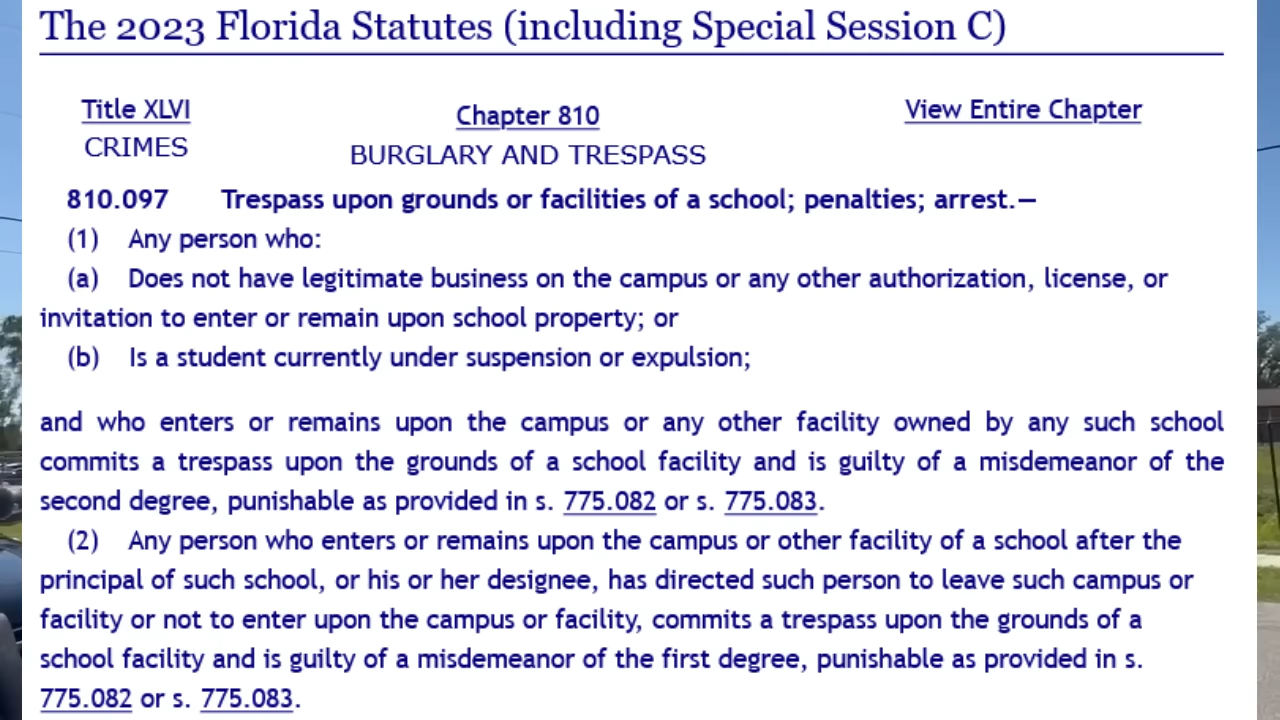 The 2023 Florida Statutes (including Special Session C)
Title XLVI Chapter 810 View Entire Chapter
CRIMES BURGLARY AND TRESPASS
810.097 Trespass upon grounds or facilities of a school; penalties; arrest.—
(1) Any person who:
(a) Does not have legitimate business on the campus or any other authorization, license, or
invitation to enter or remain upon school property; or
(b) Is a student currently under suspension or expulsion;
and who enters or remains upon the campus or any other facility owned by any such school
commits a trespass upon the grounds of a school facility and is guilty of a misdemeanor of the
second degree, punishable as provided in s. 775.082 or s. 775.083.
(2) Any person who enters or remains upon the campus or other facility of a school after the
principal of such school, or his or her designee, has directed such person to leave such campus or
facility or not to enter upon the campus or facility, commits a trespass upon the grounds of a
school facility and is guilty of a misdemeanor of the first degree, punishable as provided in s.
775.082 or s. 775.083.